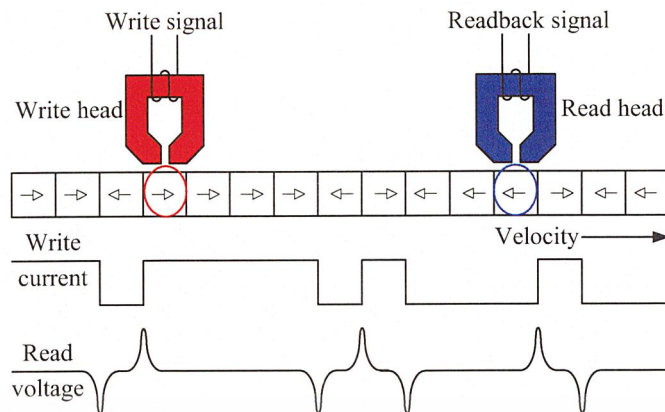 Write signal
Readback signal
Write head
Read head
Write
current
Velocity
Read
voltage